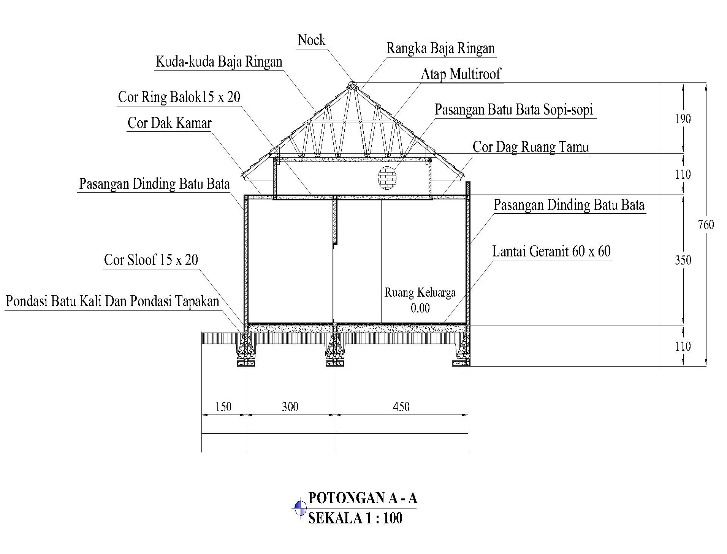 Nock
Rangka Baja Ringan
Kuda-kuda Baja Ringan
Atap Multiroof
Cor Ring Balok15 x 20
Pasangan Batu Bata Sopi-sopi
Cor Dak Kamar
Cor Dag Ruang Tamu
Pasangan Dinding Batu Bata
Pasangan Dinding Batu Bata
Lantai Geranit 60 x 60
Cor Sloof 15 x 20
Ruang Keluarga
0.00
Pondasi Batu Kali Dan Pondasi Tapakan
190
110
760
350
110
150
300
450
POTONGAN A - A
SEKALA 1 : 100